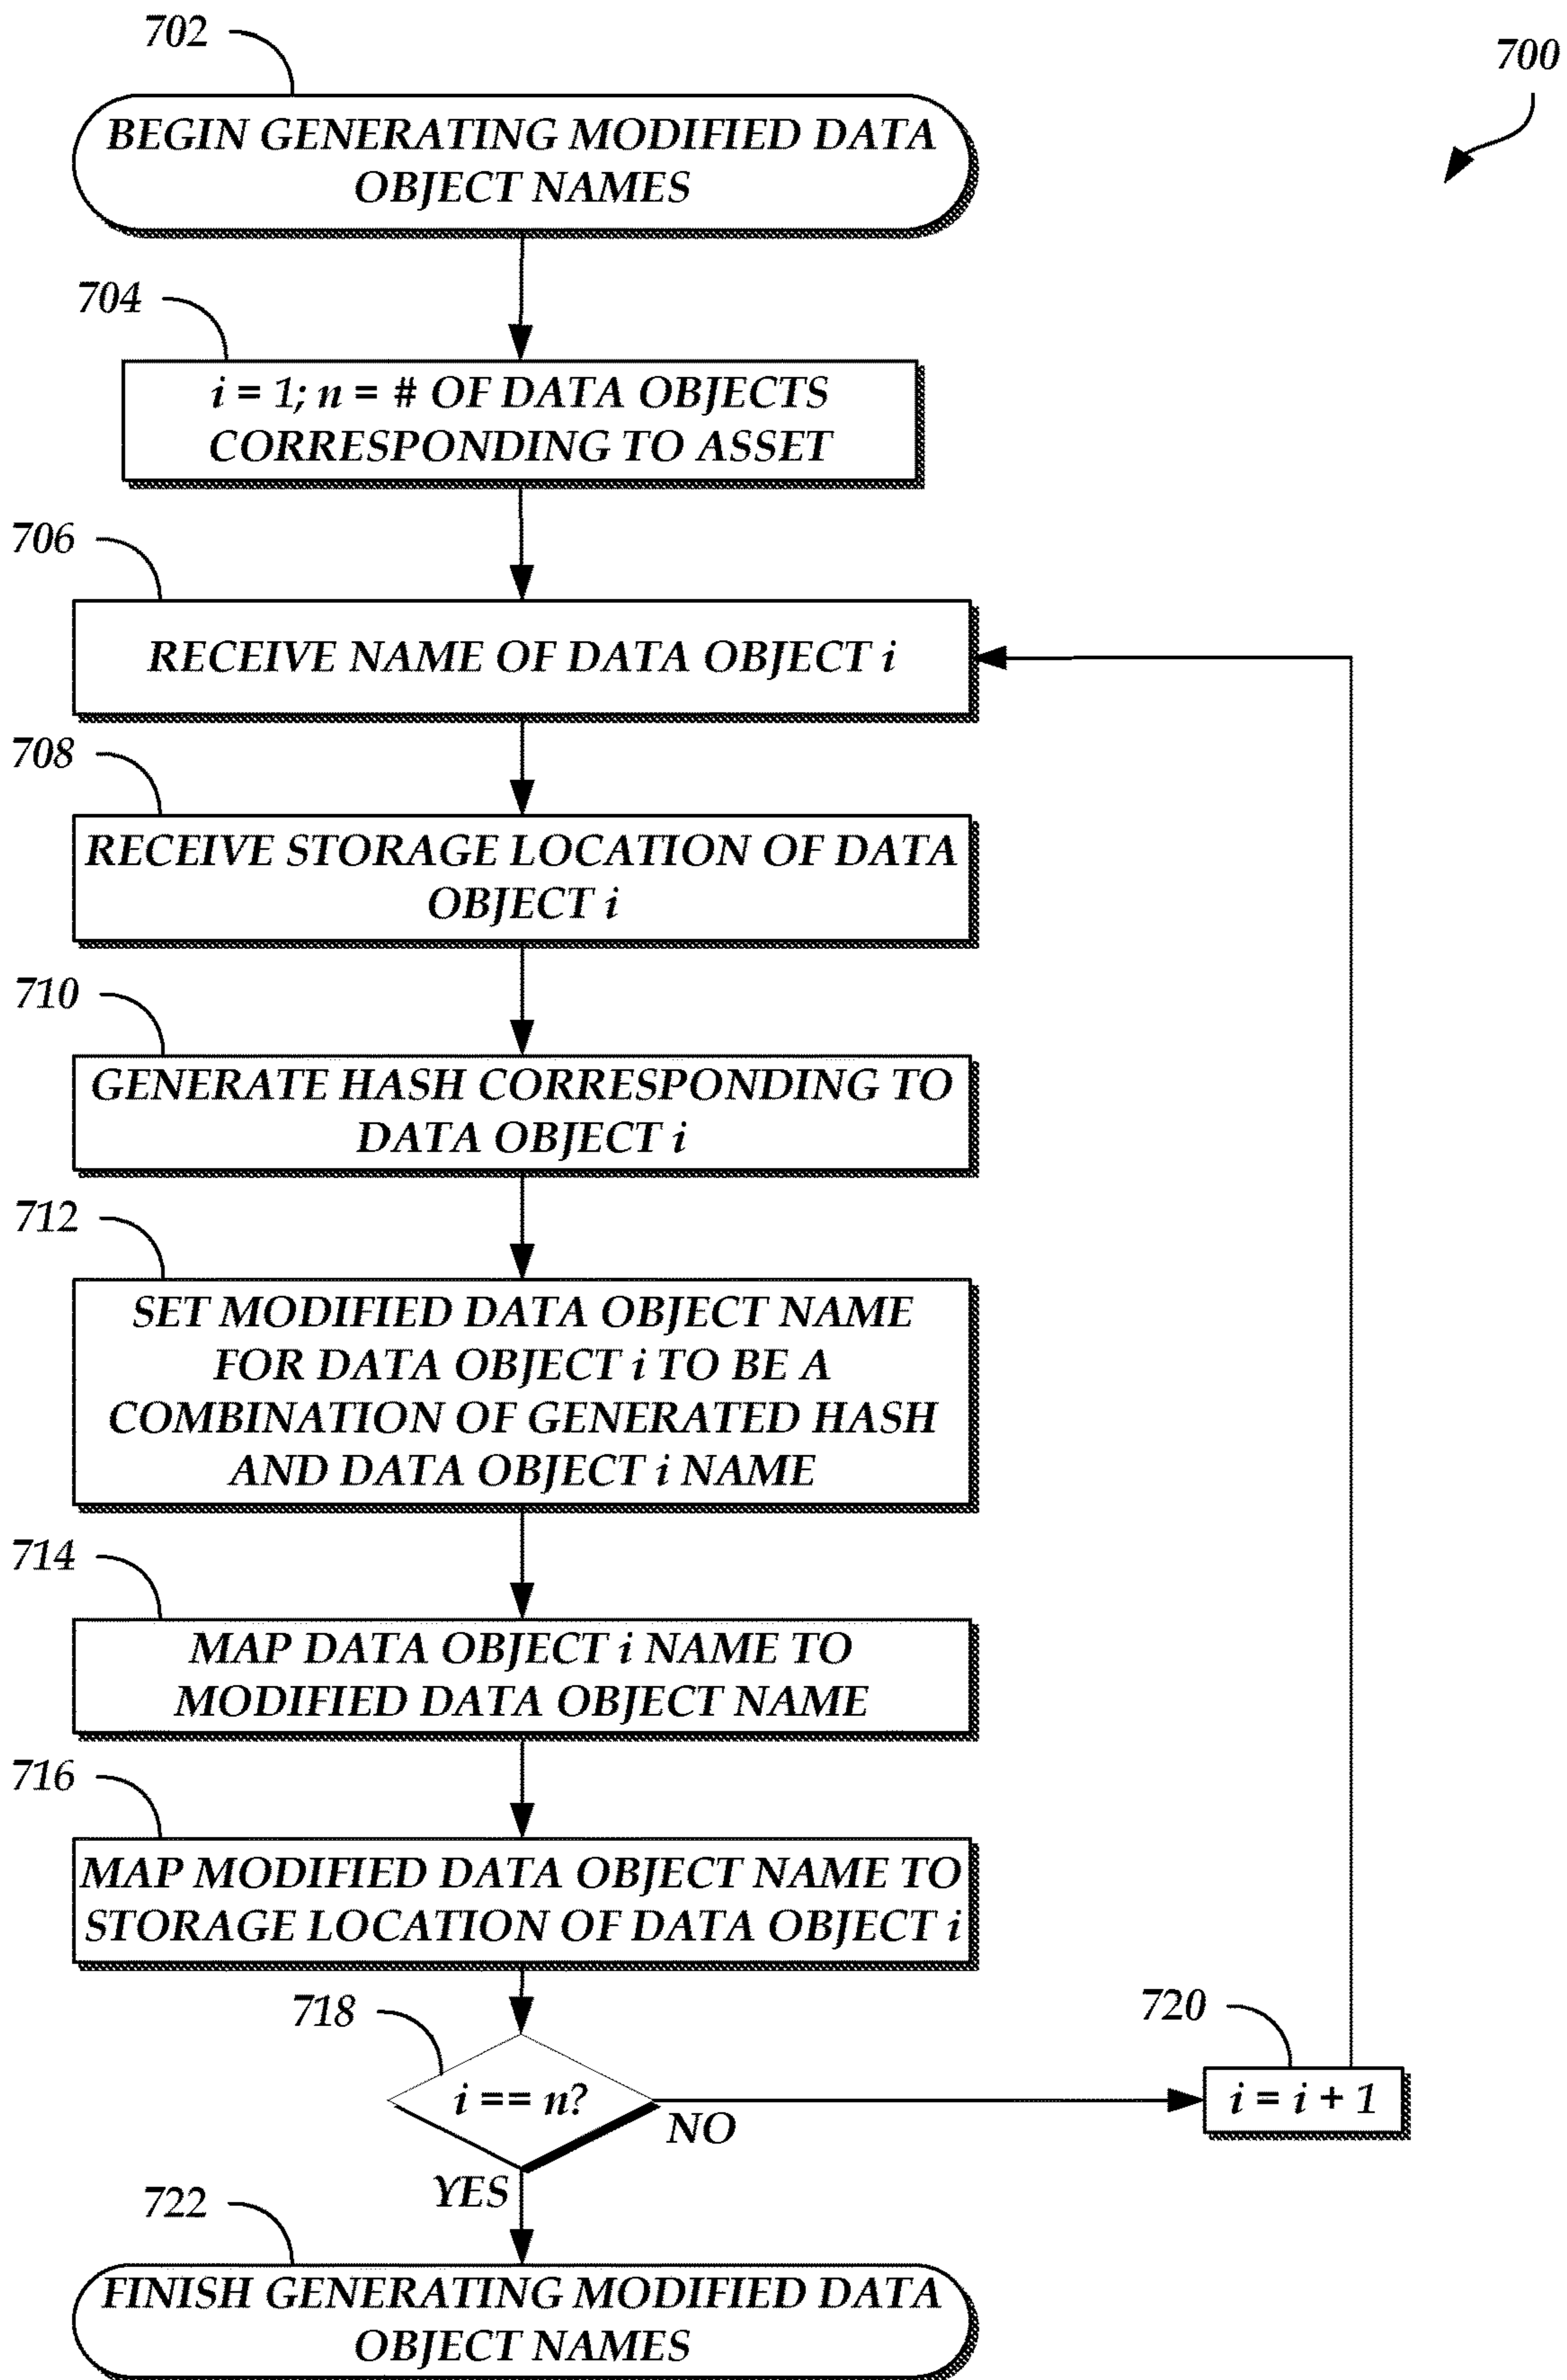 702
700
BEGIN GENERATING MODIFIED DATA
OBJECT NAMES
704
i = 1; n = # OF DATA OBJECTS
CORRESPONDING TO ASSET
706
RECEIVE NAME OF DATA OBJECT i
708
RECEIVE STORAGE LOCATION OF DATA
OBJECT i
710
GENERATE HASH CORRESPONDING TO
DATA OBJECT i
712
SET MODIFIED DATA OBJECT NAME
FOR DATA OBJECT i TO BE A
COMBINATION OF GENERATED HASH
AND DATA OBJECT i NAME
714
MAP DATA OBJECT i NAME TO
MODIFIED DATA OBJECT NAME
716
MAP MODIFIED DATA OBJECT NAME TO
STORAGE LOCATION OF DATA OBJECT i
718
720
i == n?
i = i + 1
NO
YES
722
FINISH GENERATING MODIFIED DATA
OBJECT NAMES